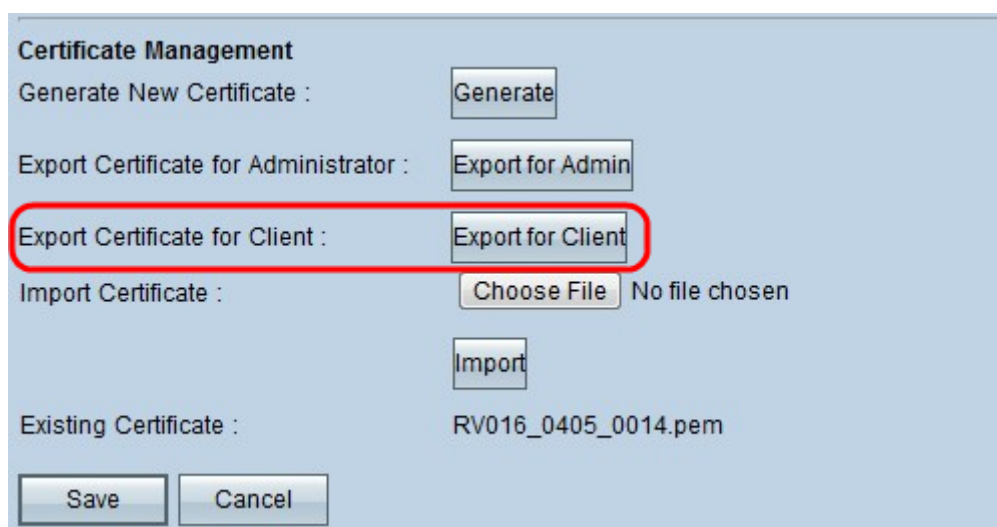 Certificate Management
Generate New Certificate : Generate
Export Certificate for Administrator : Export for Admin
Export Certificate for Client : Export for Client
Import Certificate : Choose File No file chosen
Import
Existing Certificate : RV016_0405_0014.pem
Save Cancel